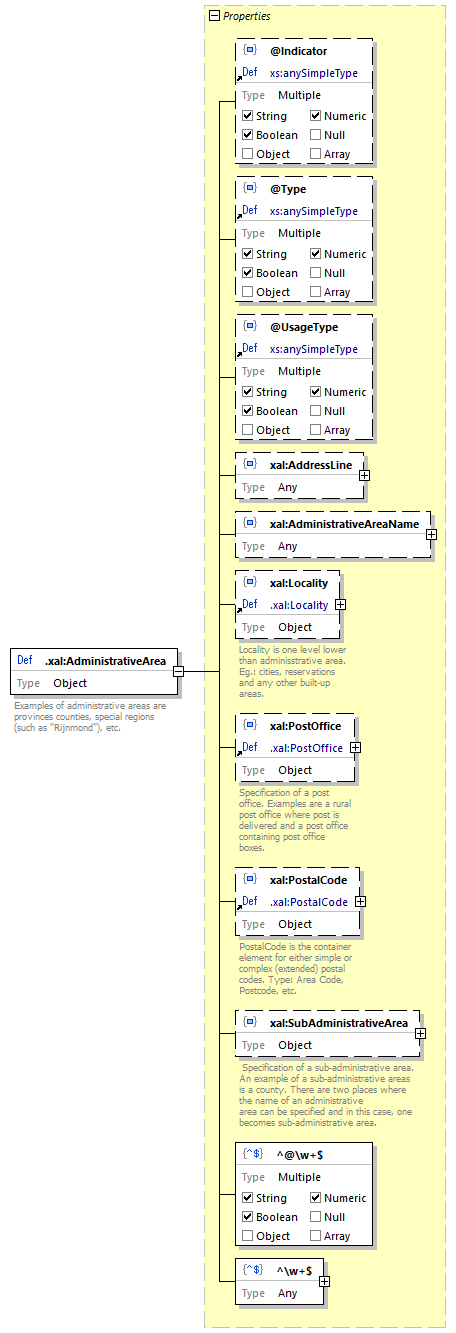 Properties
@Indicator
Def xs:anySimpleType
Type Multiple
String Numeric
Boolean Null
Object Array
@Type
Def xs:anySimpleType
Type Multiple
String Numeric
Boolean Null
Object Array
@UsageType
Def xs:anySimpleType
Type Multiple
String Numeric
Boolean Null
Object Array
xal:AddressLine
Type Any
xal:AdministrativeAreaName
Type Any
xal:Locality
Def .xal:Locality
Type Object
Locality is one level lower
than adminisstrative area.
Eg.: cities, reservations
and any other built-up
areas.
Def .xal:AdministrativeArea
Type Object
Examples of administrative areas are
provinces counties, special regions
(such as "Rijnmond"), etc.
xal:PostOffice
Def .xal:PostOffice
Type Object
Specification of a post
office. Examples are a rural
post office where post is
delivered and a post office
containing post office
boxes.
xal:PostalCode
Def .xal:PostalCode
Type Object
PostalCode is the container
element for either simple or
complex (extended) postal
codes. Type: Area Code,
Postcode, etc.
xal:SubAdministrativeArea
Type Object
Specification of a sub-administrative area.
An example of a sub-administrative areas
is a county. There are two places where
the name of an administrative
area can be specified and in this case, one
becomes sub-administrative area.
{^$} ^@\w+$
Type Multiple
String Numeric
Boolean Null
Object Array
{^$} ^\w+$
Type Any